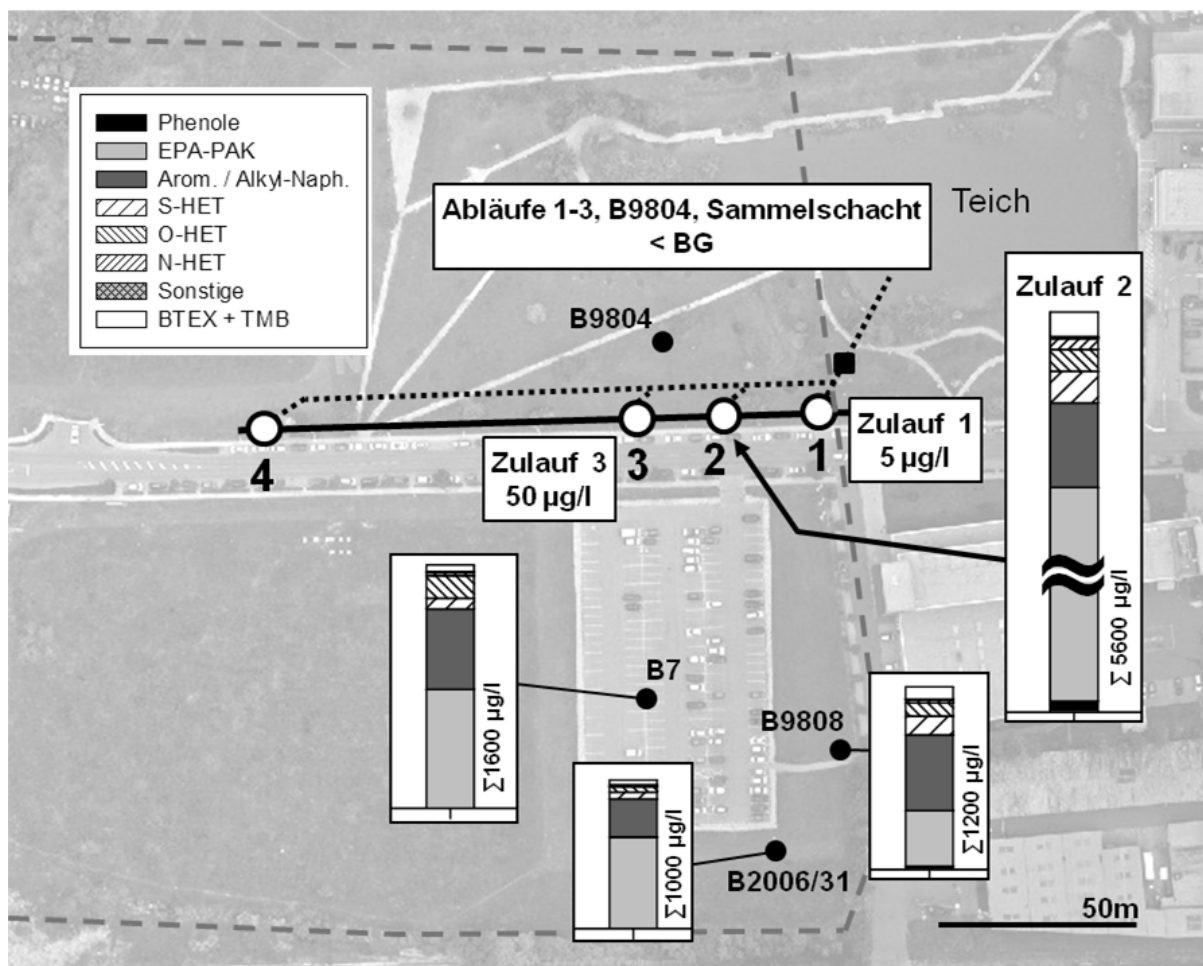 Phenole
EPA-PAK
Arom. / Alkyl-Naph.
S-HET
O-HET
N-HET
Sonstige
BTEX + TMB
Abläufe 1-3, B9804, Sammelschacht
< BG
Teich
Zulauf 2
∑ 5600 µg/l
B9804
4
3
2
1
Zulauf 3
50 µg/l
Zulauf 1
5 µg/l
B7
∑1600 µg/l
B9808
∑1200 µg/l
∑1000 µg/l
B2006/31
50m